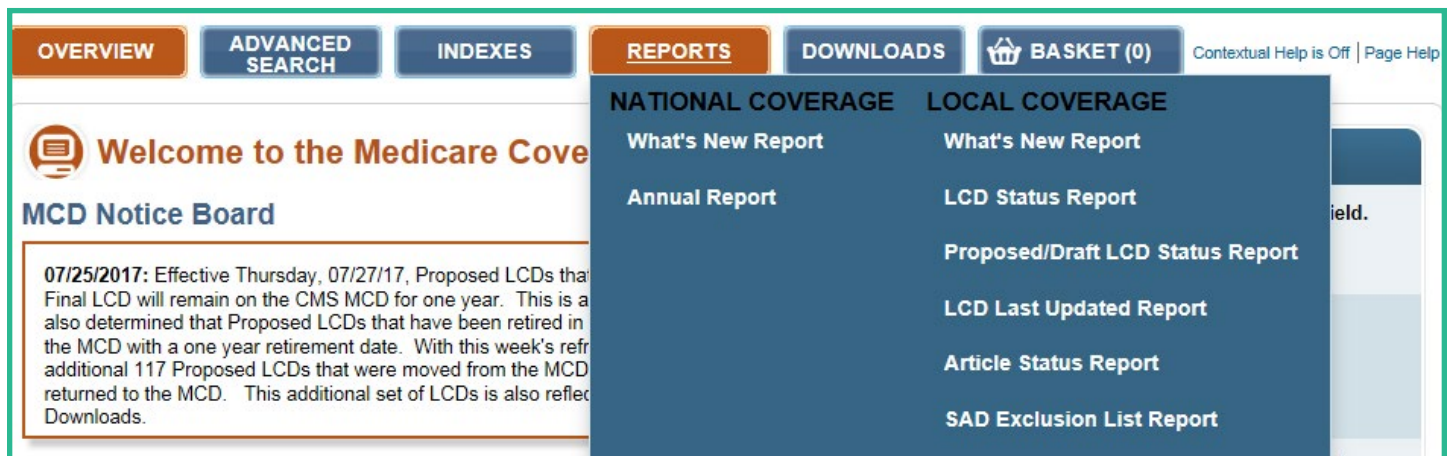 OVERVIEW
ADVANCED
SEARCH
INDEXES
REPORTS
DOWNLOADS
BASKET (0)
Contextual Help is Off | Page Help
NATIONAL COVERAGE
What's New Report
Annual Report
LOCAL COVERAGE
What's New Report
LCD Status Report
Proposed/Draft LCD Status Report
LCD Last Updated Report
Article Status Report
SAD Exclusion List Report
Welcome to the Medicare Cove
MCD Notice Board
07/25/2017: Effective Thursday, 07/27/17, Proposed LCDs that
Final LCD will remain on the CMS MCD for one year. This is a
also determined that Proposed LCDs that have been retired in
the MCD with a one year retirement date. With this week's refr
additional 117 Proposed LCDs that were moved from the MCD
returned to the MCD. This additional set of LCDs is also reflec
Downloads.
ield.